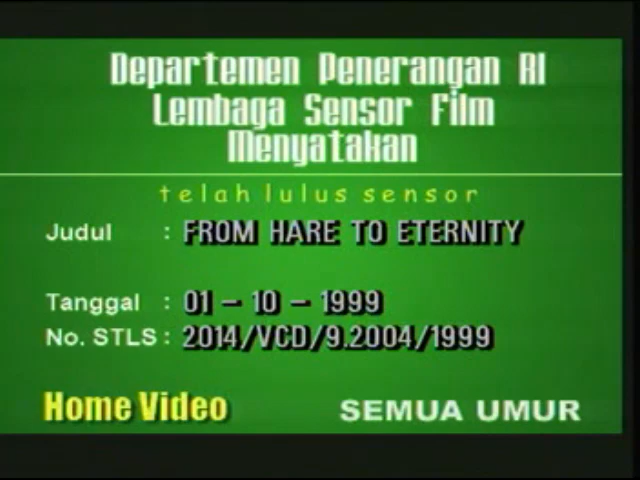 Departemen Penerangan RI
Lembaga Sensor Film
Menyatakan
telah lulus sensor
Judul : FROM HARE TO ETERNITY
Tanggal : 01 - 10 - 1999
No. STLS : 2014/VCD/9.2004/1999
Home Video SEMUA UMUR